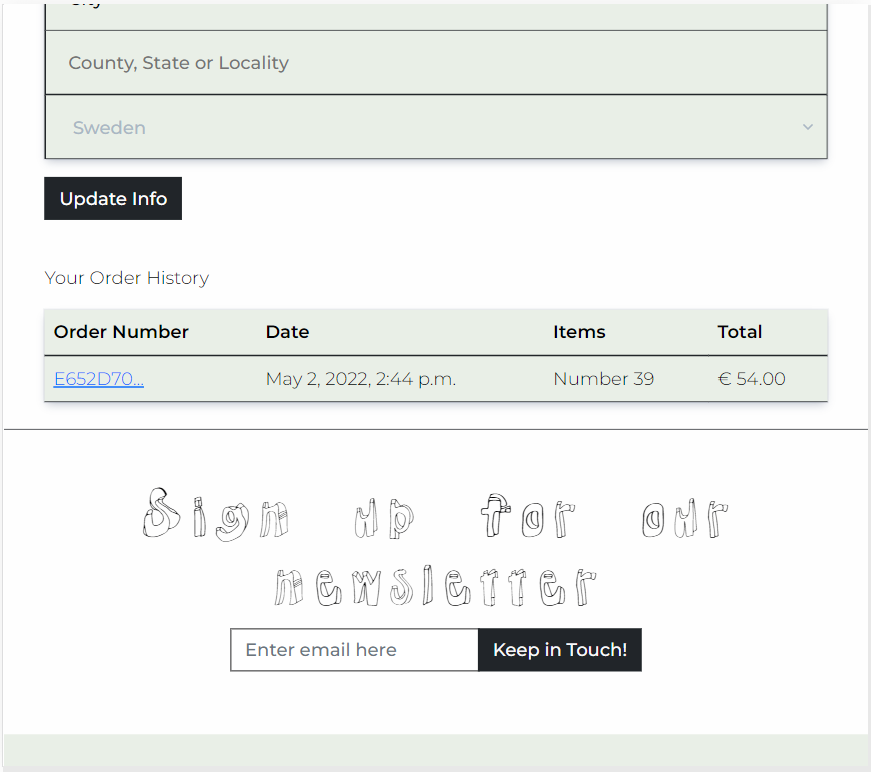 County, State or Locality
Sweden
Update Info
Your Order History
Order Number Date Items Total
E652D70... May 2, 2022, 2:44 p.m. Number 39 € 54.00
Sign up for our
newsletter
Enter email here Keep in Touch!